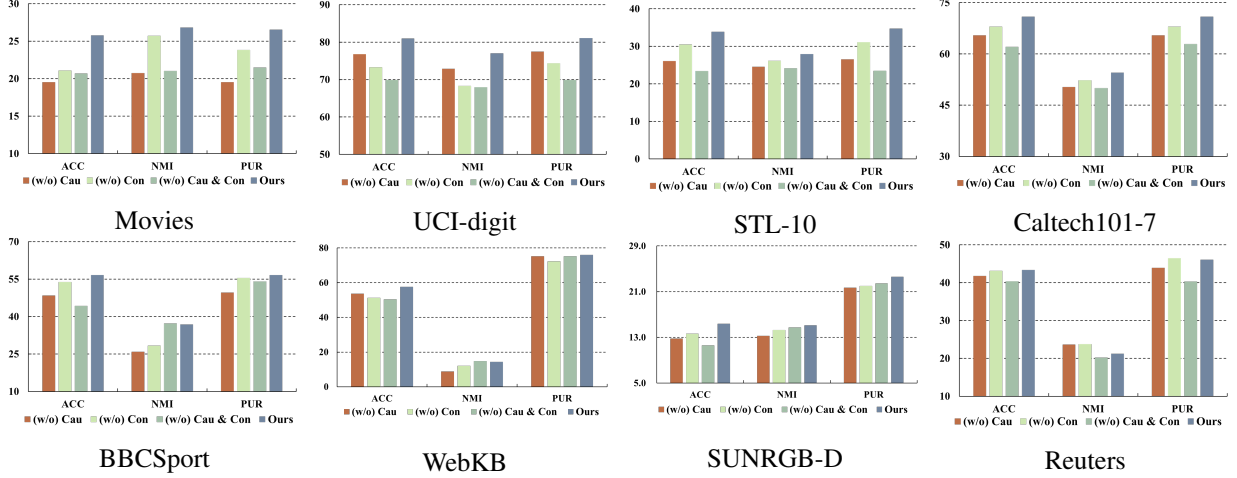 30
25
20
15
10
ACC NMI PUR
(w/o) Cau (w/o) Con (w/o) Cau & Con Ours
Movies
90
80
70
60
50
ACC NMI PUR
(w/o) Cau (w/o) Con (w/o) Cau & Con Ours
UCI-digit
40
30
20
10
0
ACC NMI PUR
(w/o) Cau (w/o) Con (w/o) Cau & Con Ours
STL-10
75
60
45
30
ACC NMI PUR
(w/o) Cau (w/o) Con (w/o) Cau & Con Ours
Caltech101-7
70
55
40
25
10
ACC NMI PUR
(w/o) Cau (w/o) Con (w/o) Cau & Con Ours
BBCSport
80
60
40
20
0
ACC NMI PUR
(w/o) Cau (w/o) Con (w/o) Cau & Con Ours
WebKB
29.0
21.0
13.0
5.0
ACC NMI PUR
(w/o) Cau (w/o) Con (w/o) Cau & Con Ours
SUNRGB-D
50
40
30
20
10
ACC NMI PUR
(w/o) Cau (w/o) Con (w/o) Cau & Con Ours
Reuters